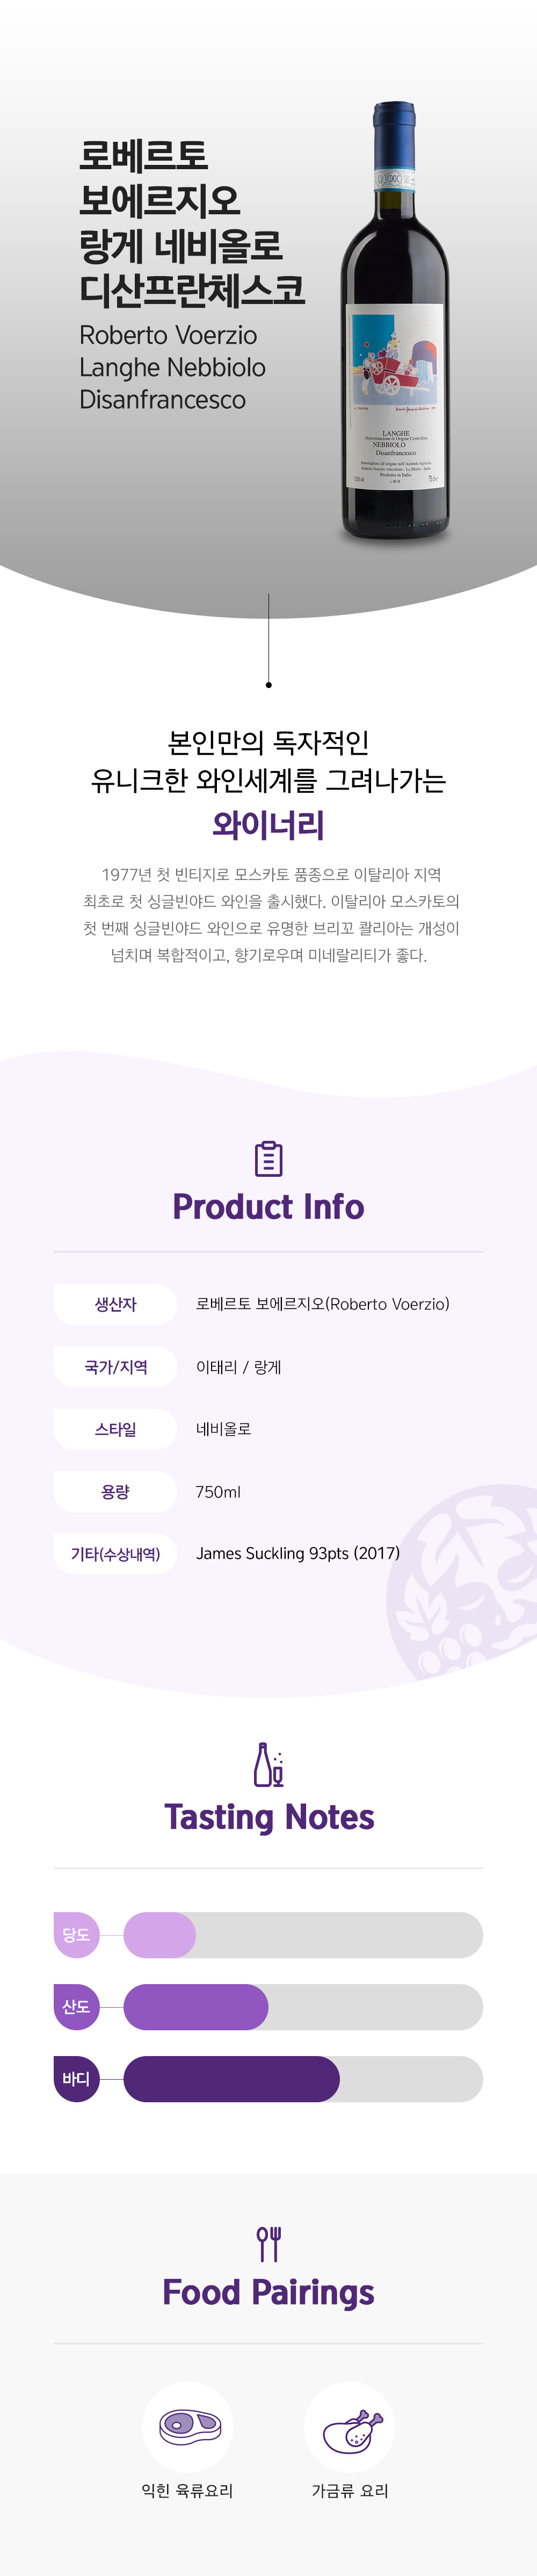 로베르토
보에르지오
랑게 네비올로
디산프란체스코
Roberto Voerzio
Langhe Nebbiolo
Disanfrancesco
LANGHE
Denominazione di Origine Controllata
NEBBIOLO
Disanfrancesco
Prodotto in Italia
본인만의 독자적인
유니크한 와인세계를 그려나가는
와이너리
1977년 첫 빈티지로 모스카토 품종으로 이탈리아 지역
최초로 첫 싱글빈야드 와인을 출시했다. 이탈리아 모스카토의
첫 번째 싱글빈야드 와인으로 유명한 브리꼬 콸리아는 개성이
넘치며 복합적이고, 향기로우며 미네랄리티가 좋다.
Product Info
생산자 로베르토 보에르지오(Roberto Voerzio)
국가/지역 이태리 / 랑게
스타일 네비올로
용량 750ml
기타(수상내역) James Suckling 93pts (2017)
Tasting Notes
당도
산도
바디
Food Pairings
익힌 육류요리 가금류 요리